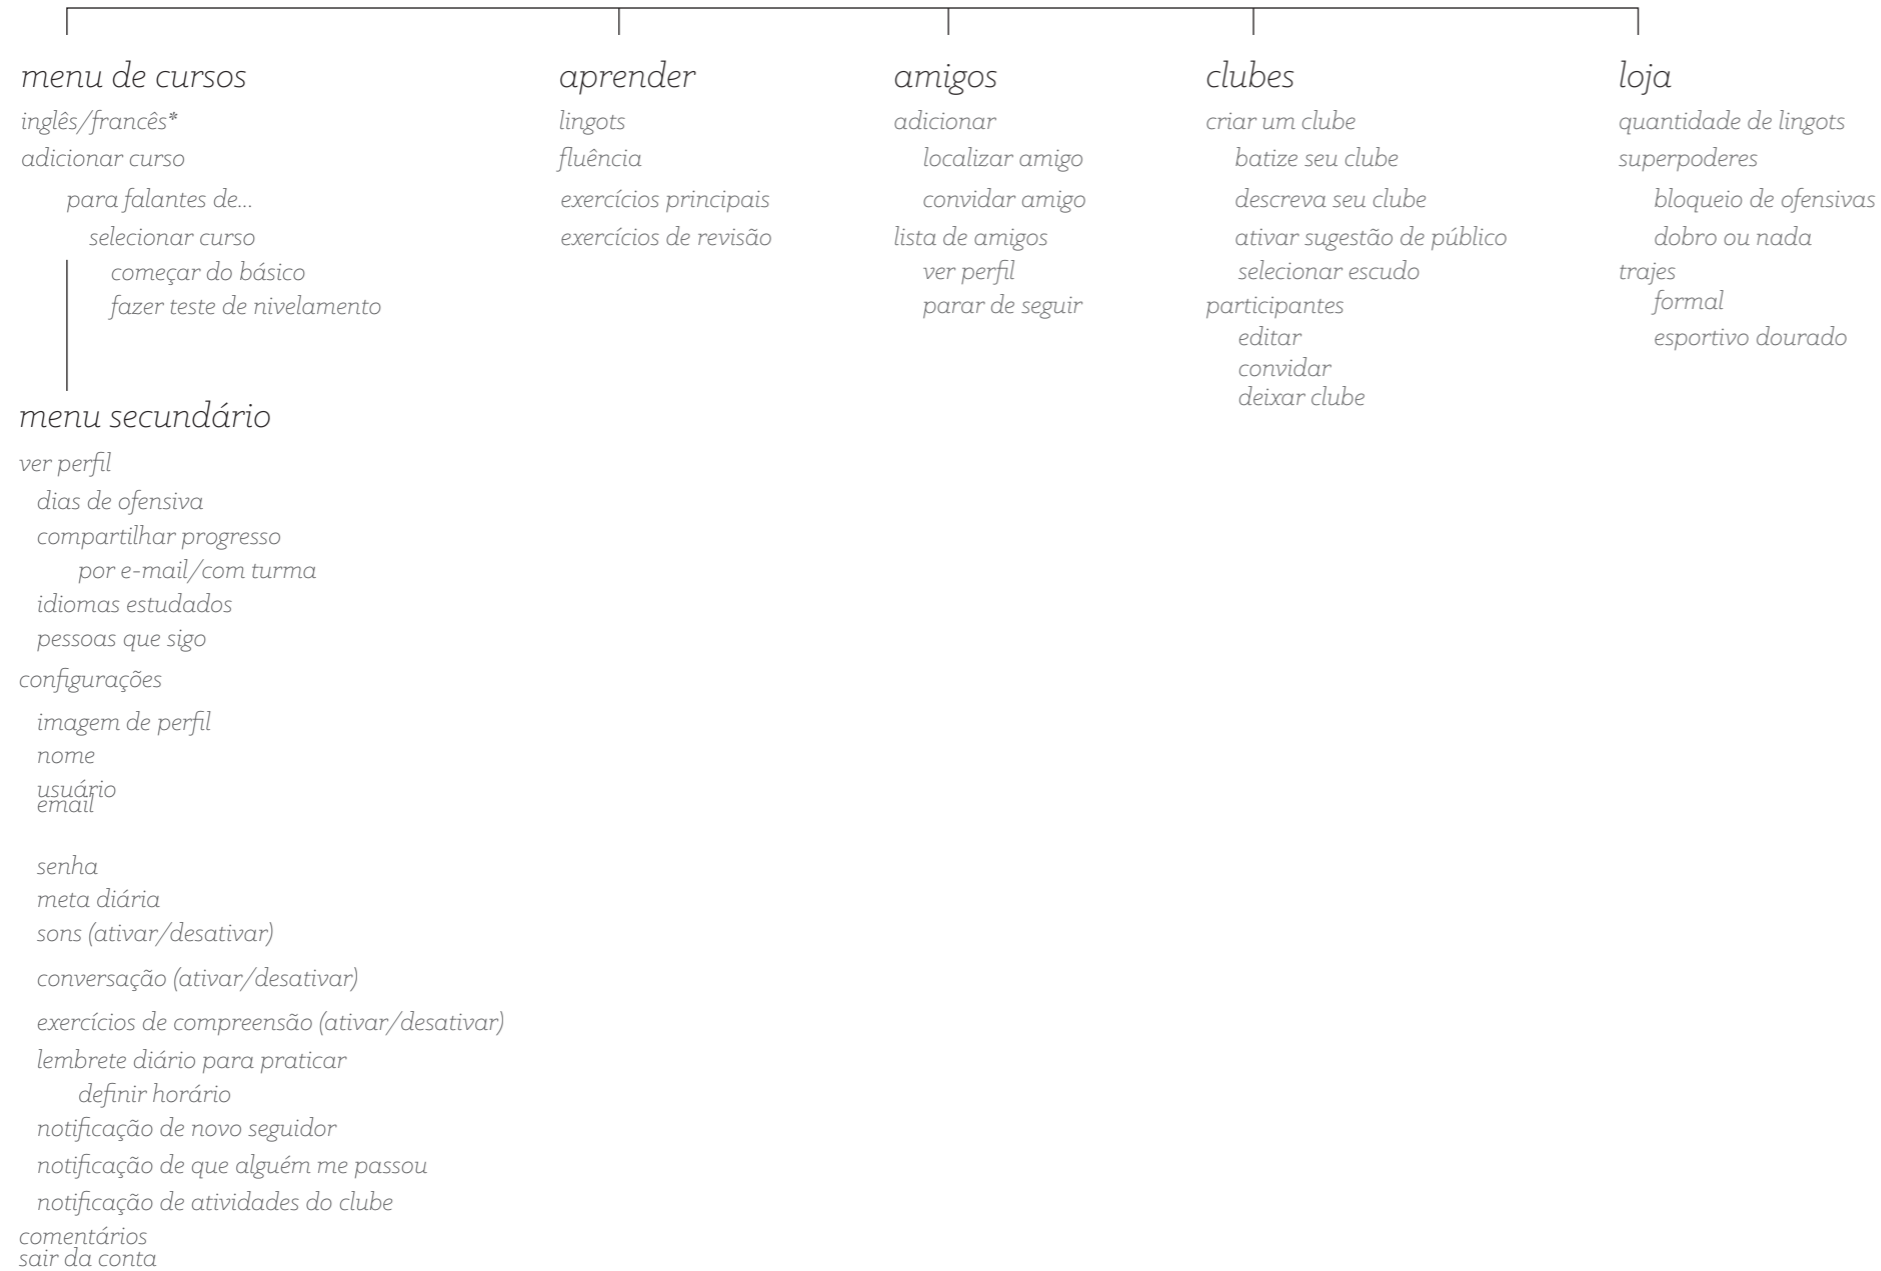 menu de cursos
inglês/francês*
adicionar curso
para falantes de...
selecionar curso
começar do básico
fazer teste de nivelamento
aprender
lingots
fluência
exercícios principais
exercícios de revisão
amigos
adicionar
localizar amigo
convidar amigo
lista de amigos
ver perfil
parar de seguir
clubes
criar um clube
batize seu clube
descreva seu clube
ativar sugestão de público
selecionar escudo
participantes
editar
convidar
deixar clube
loja
quantidade de lingots
superpoderes
bloqueio de ofensivas
dobro ou nada
trajes
formal
esportivo dourado
menu secundário
ver perfil
dias de ofensiva
compartilhar progresso
por e-mail/com turma
idiomas estudados
pessoas que sigo
configurações
imagem de perfil
nome
usuário
email
senha
meta diária
sons (ativar/desativar)
conversação (ativar/desativar)
exercícios de compreensão (ativar/desativar)
lembrete diário para praticar
definir horário
notificação de novo seguidor
notificação de que alguém me passou
notificação de atividades do clube
comentários
sair da conta